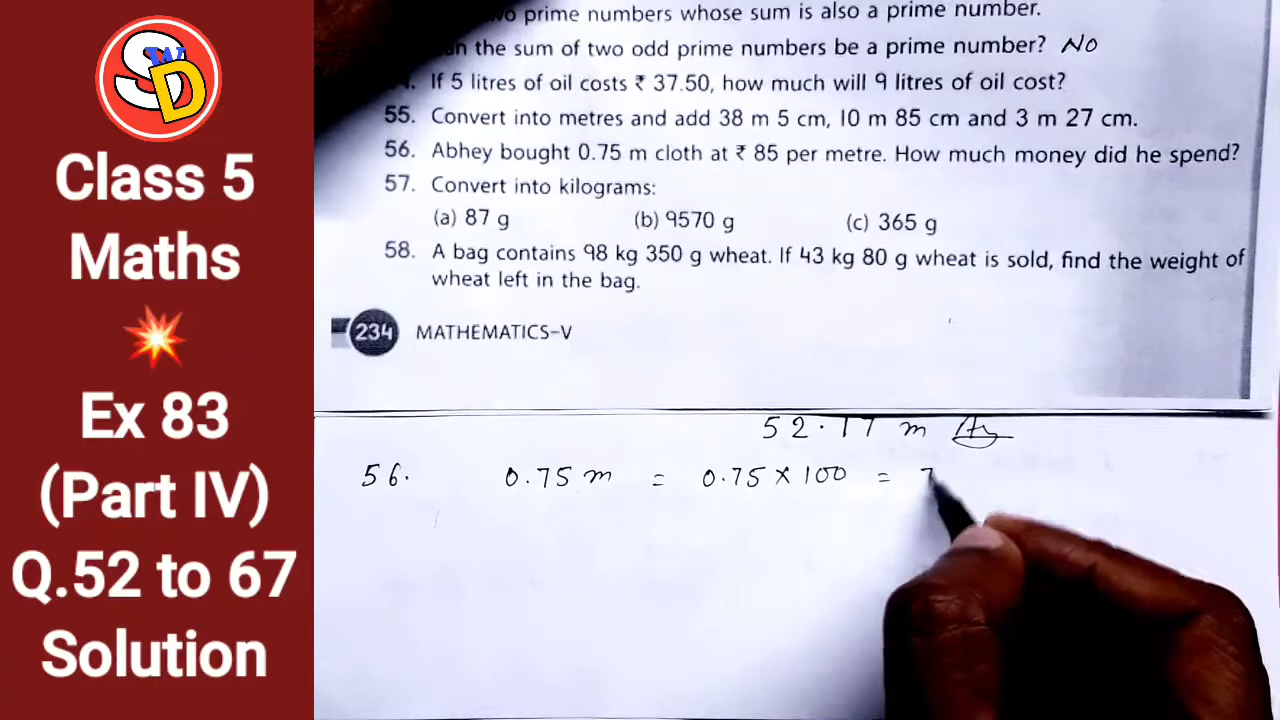 SWD
Class 5
Maths
Ex 83
(Part IV)
Q.52 to 67
Solution
prime numbers whose sum is also a prime number.
the sum of two odd prime numbers be a prime number? NO
If 5 litres of oil costs ₹ 37.50, how much will 9 litres of oil cost?
55. Convert into metres and add 38 m 5 cm, 10 m 85 cm and 3 m 27 cm.
56. Abhey bought 0.75 m cloth at ₹ 85 per metre. How much money did he spend?
57. Convert into kilograms:
(a) 87 g (b) 9570 g (c) 365 g
58. A bag contains 98 kg 350 g wheat. If 43 kg 80 g wheat is sold, find the weight of
wheat left in the bag.
234 MATHEMATICS–V
52.17 m
56. 0.75 m = 0.75 × 100 = 7